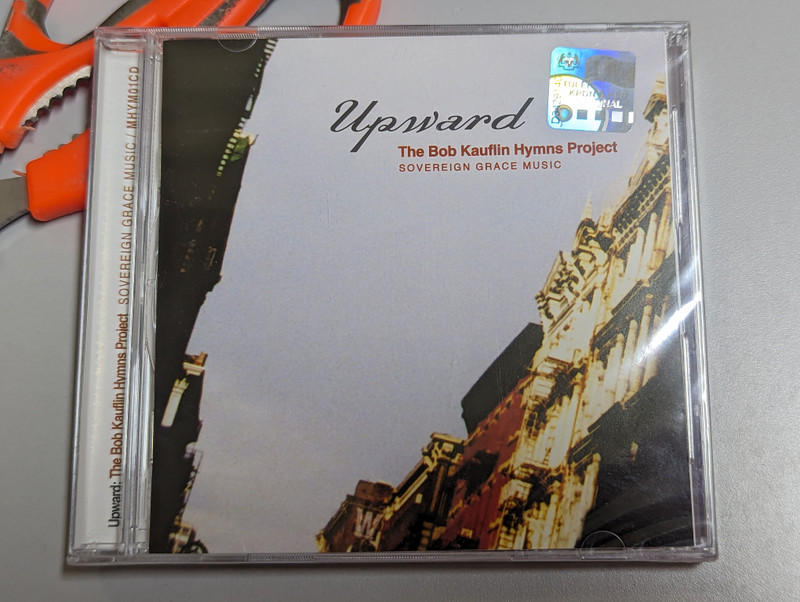 Upward
The Bob Kauflin Hymns Project
SOVEREIGN GRACE MUSIC
Upward: The Bob Kauflin Hymns Project SOVEREIGN GRACE MUSIC / MHYM01CD
W